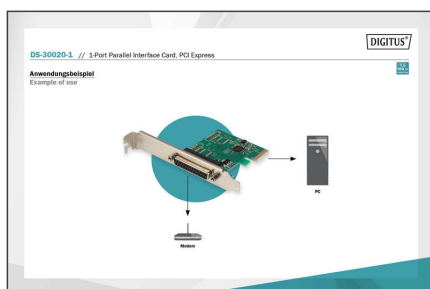 DIGITUS®
DS-30020-1 // 1-Port Parallel Interface Card, PCI Express
Anwendungsbeispiel
Example of use
PC
Modem